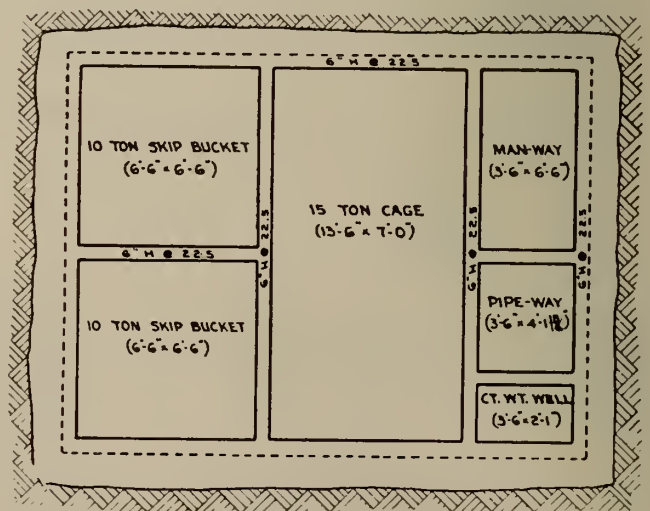 6" H @ 22.5
10 TON SKIP BUCKET
(6'-6" x 6'-6")
15 TON CAGE
(13'-6" x 7'-0")
MAN-WAY
(3'-6" x 6'-6")
6" H @ 22.5
6" H @ 22.5
6" H @ 22.5
6" H @ 22.5
10 TON SKIP BUCKET
(6'-6" x 6'-6")
PIPE-WAY
(3'-6" x
CT. WT. WELL
(3'-6" x 2'-1")